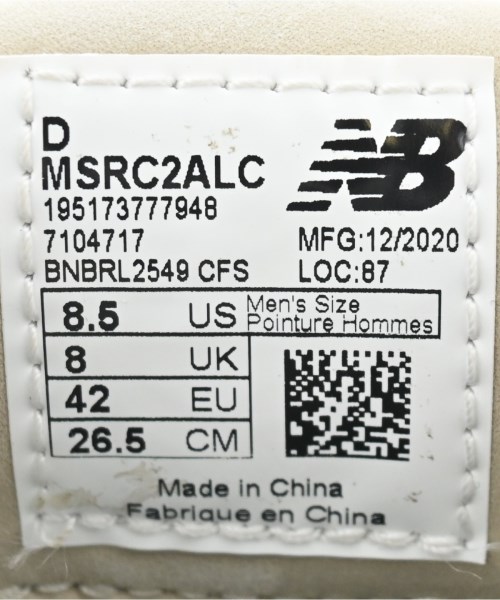 D
MSRC2ALC
195173777948
7104717 MFG:12/2020
BNBRL2549 CFS LOC:87
NB
8.5 US Men's Size
Pointure Hommes
8 UK
42 EU
26.5 CM
Made in China
Fabrique en China